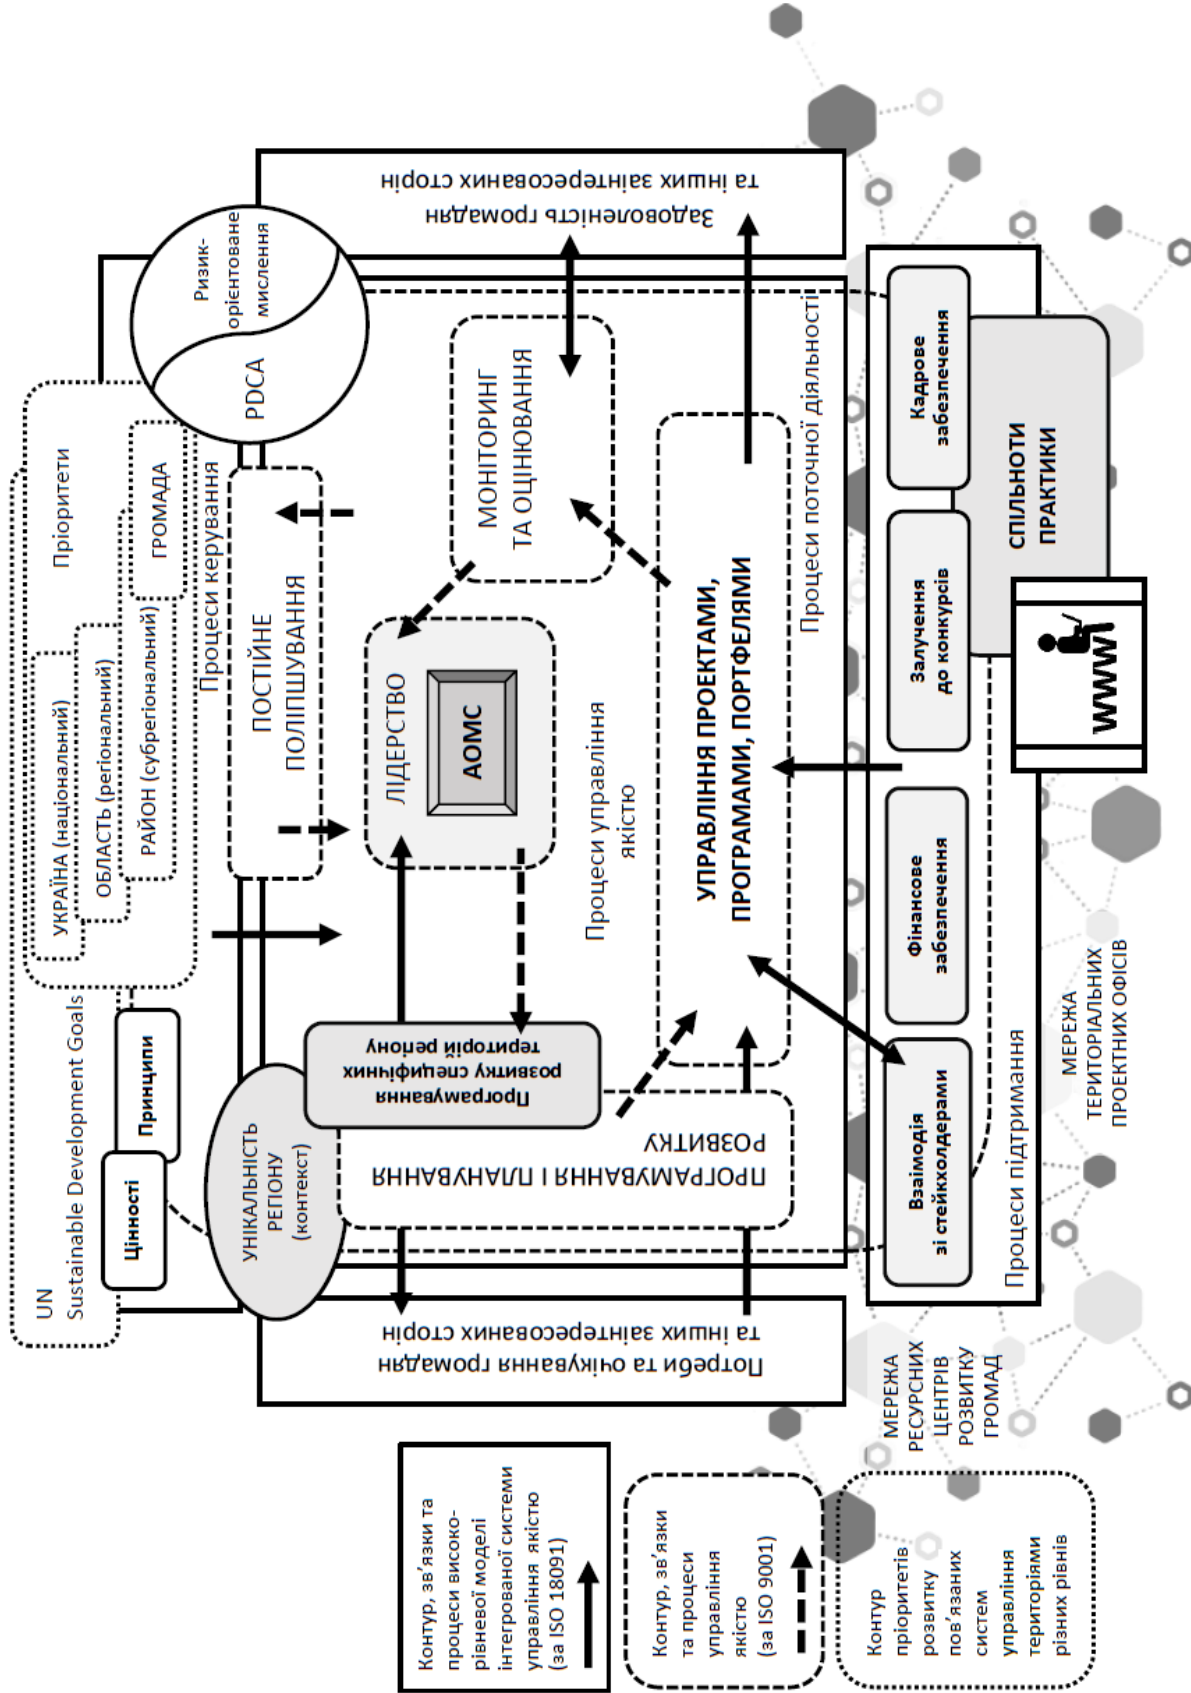 UN
Sustainable Development Goals
Пріоритети
УКРАЇНА (національний)
ОБЛАСТЬ (регіональний)
РАЙОН (субрегіональний)
ГРОМАДА
Цінності
Принципи
Процеси керування
Ризик-
орієнтоване
мислення
PDCA
УНІКАЛЬНІСТЬ
РЕГІОНУ
(контекст)
ПОСТІЙНЕ
ПОЛІПШУВАННЯ
Потреби та очікування громадян
та інших заінтересованих сторін
Програмування
розвитку специфічних
територій регіону
ПРОГРАМУВАННЯ І ПЛАНУВАННЯ
РОЗВИТКУ
ЛІДЕРСТВО
АОМС
МОНІТОРИНГ
ТА ОЦІНЮВАННЯ
Задоволеність громадян
та інших заінтересованих сторін
Процеси управління
якістю
УПРАВЛІННЯ ПРОЕКТАМИ,
ПРОГРАМАМИ, ПОРТФЕЛЯМИ
Процеси поточної діяльності
Взаімодія
зі стейкхолдерами
Фінансове
забезпечення
Залучення
до конкурсів
Кадрове
забезпечення
Процеси підтримання
СПІЛЬНОТИ
ПРАКТИКИ
WWW
МЕРЕЖА
РЕСУРСНИХ
ЦЕНТРІВ
РОЗВИТКУ
ГРОМАД
МЕРЕЖА
ТЕРИТОРІАЛЬНИХ
ПРОЕКТНИХ ОФІСІВ
Контур, зв’язки та
процеси високо-
рівневої моделі
інтегрованої системи
управління якістю
(за ISO 18091)
Контур, зв’язки
та процеси
управління
якістю
(за ISO 9001)
Контур
пріоритетів
розвитку
пов’язаних
систем
управління
територіями
різних рівнів